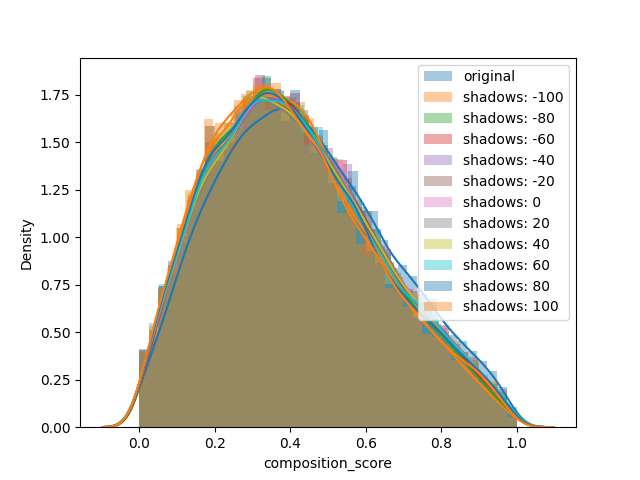 original
shadows: -100
shadows: -80
shadows: -60
shadows: -40
shadows: -20
shadows: 0
shadows: 20
shadows: 40
shadows: 60
shadows: 80
shadows: 100
Density
1.75
1.50
1.25
1.00
0.75
0.50
0.25
0.00
0.0 0.2 0.4 0.6 0.8 1.0
composition_score